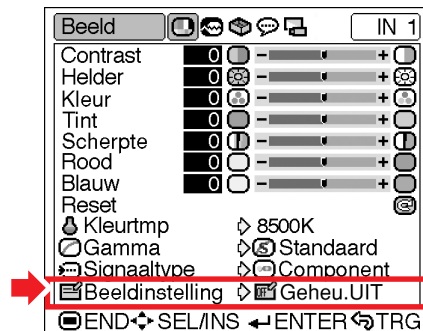 Beeld IN 1
Contrast 0 - +
Helder 0 - +
Kleur 0 - +
Tint 0 - +
Scherpte 0 - +
Rood 0 - +
Blauw 0 - +
Reset
Kleurtmp 8500K
Gamma S Standaard
Signaaltype Component
Beeldinstelling OFF Geheu.UIT
END SEL/INS ENTER TRG